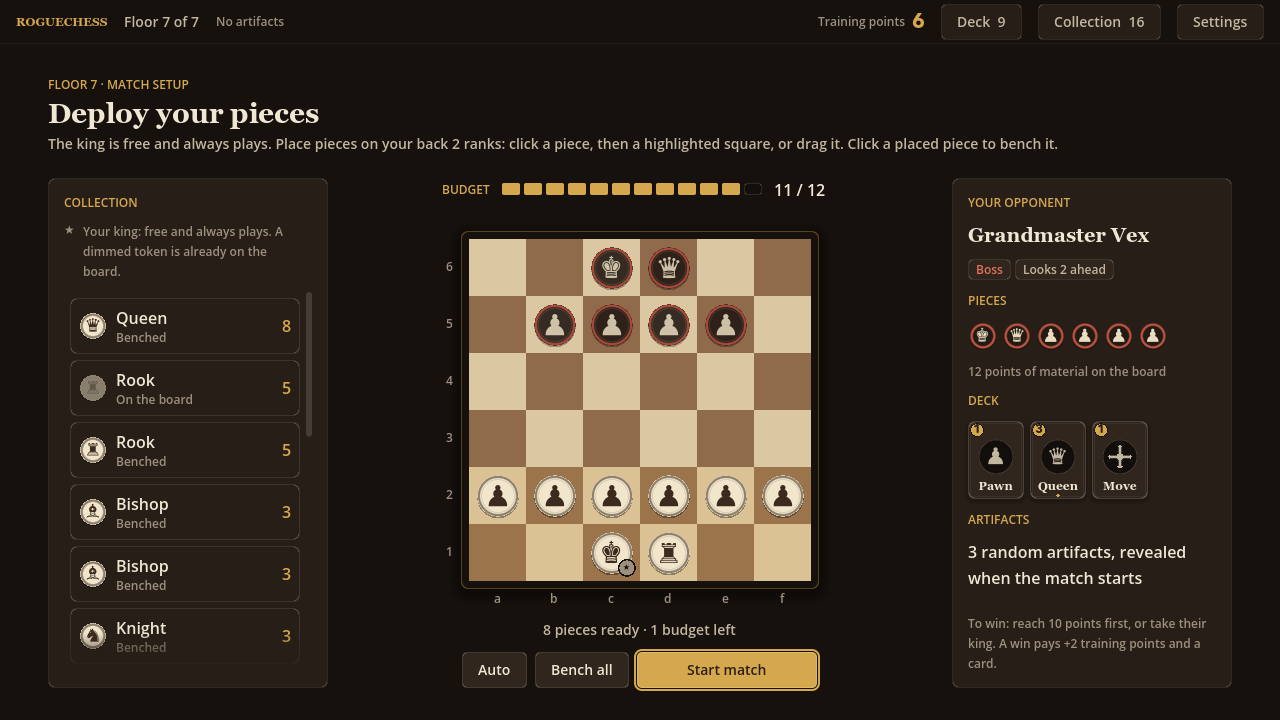 ROGUECHESS Floor 7 of 7 No artifacts Training points 6 Deck 9 Collection 16 Settings
FLOOR 7 · MATCH SETUP
Deploy your pieces
The king is free and always plays. Place pieces on your back 2 ranks: click a piece, then a highlighted square, or drag it. Click a placed piece to bench it.
COLLECTION
★ Your king: free and always plays. A
dimmed token is already on the
board.
Queen 8
Benched
Rook 5
On the board
Rook 5
Benched
Bishop 3
Benched
Bishop 3
Benched
Knight 3
Benched
BUDGET 11 / 12
6
5
4
3
2
1
a b c d e f
8 pieces ready · 1 budget left
Auto Bench all Start match
YOUR OPPONENT
Grandmaster Vex
Boss Looks 2 ahead
PIECES
12 points of material on the board
DECK
1 3 1
Pawn Queen Move
ARTIFACTS
3 random artifacts, revealed
when the match starts
To win: reach 10 points first, or take their
king. A win pays +2 training points and a
card.